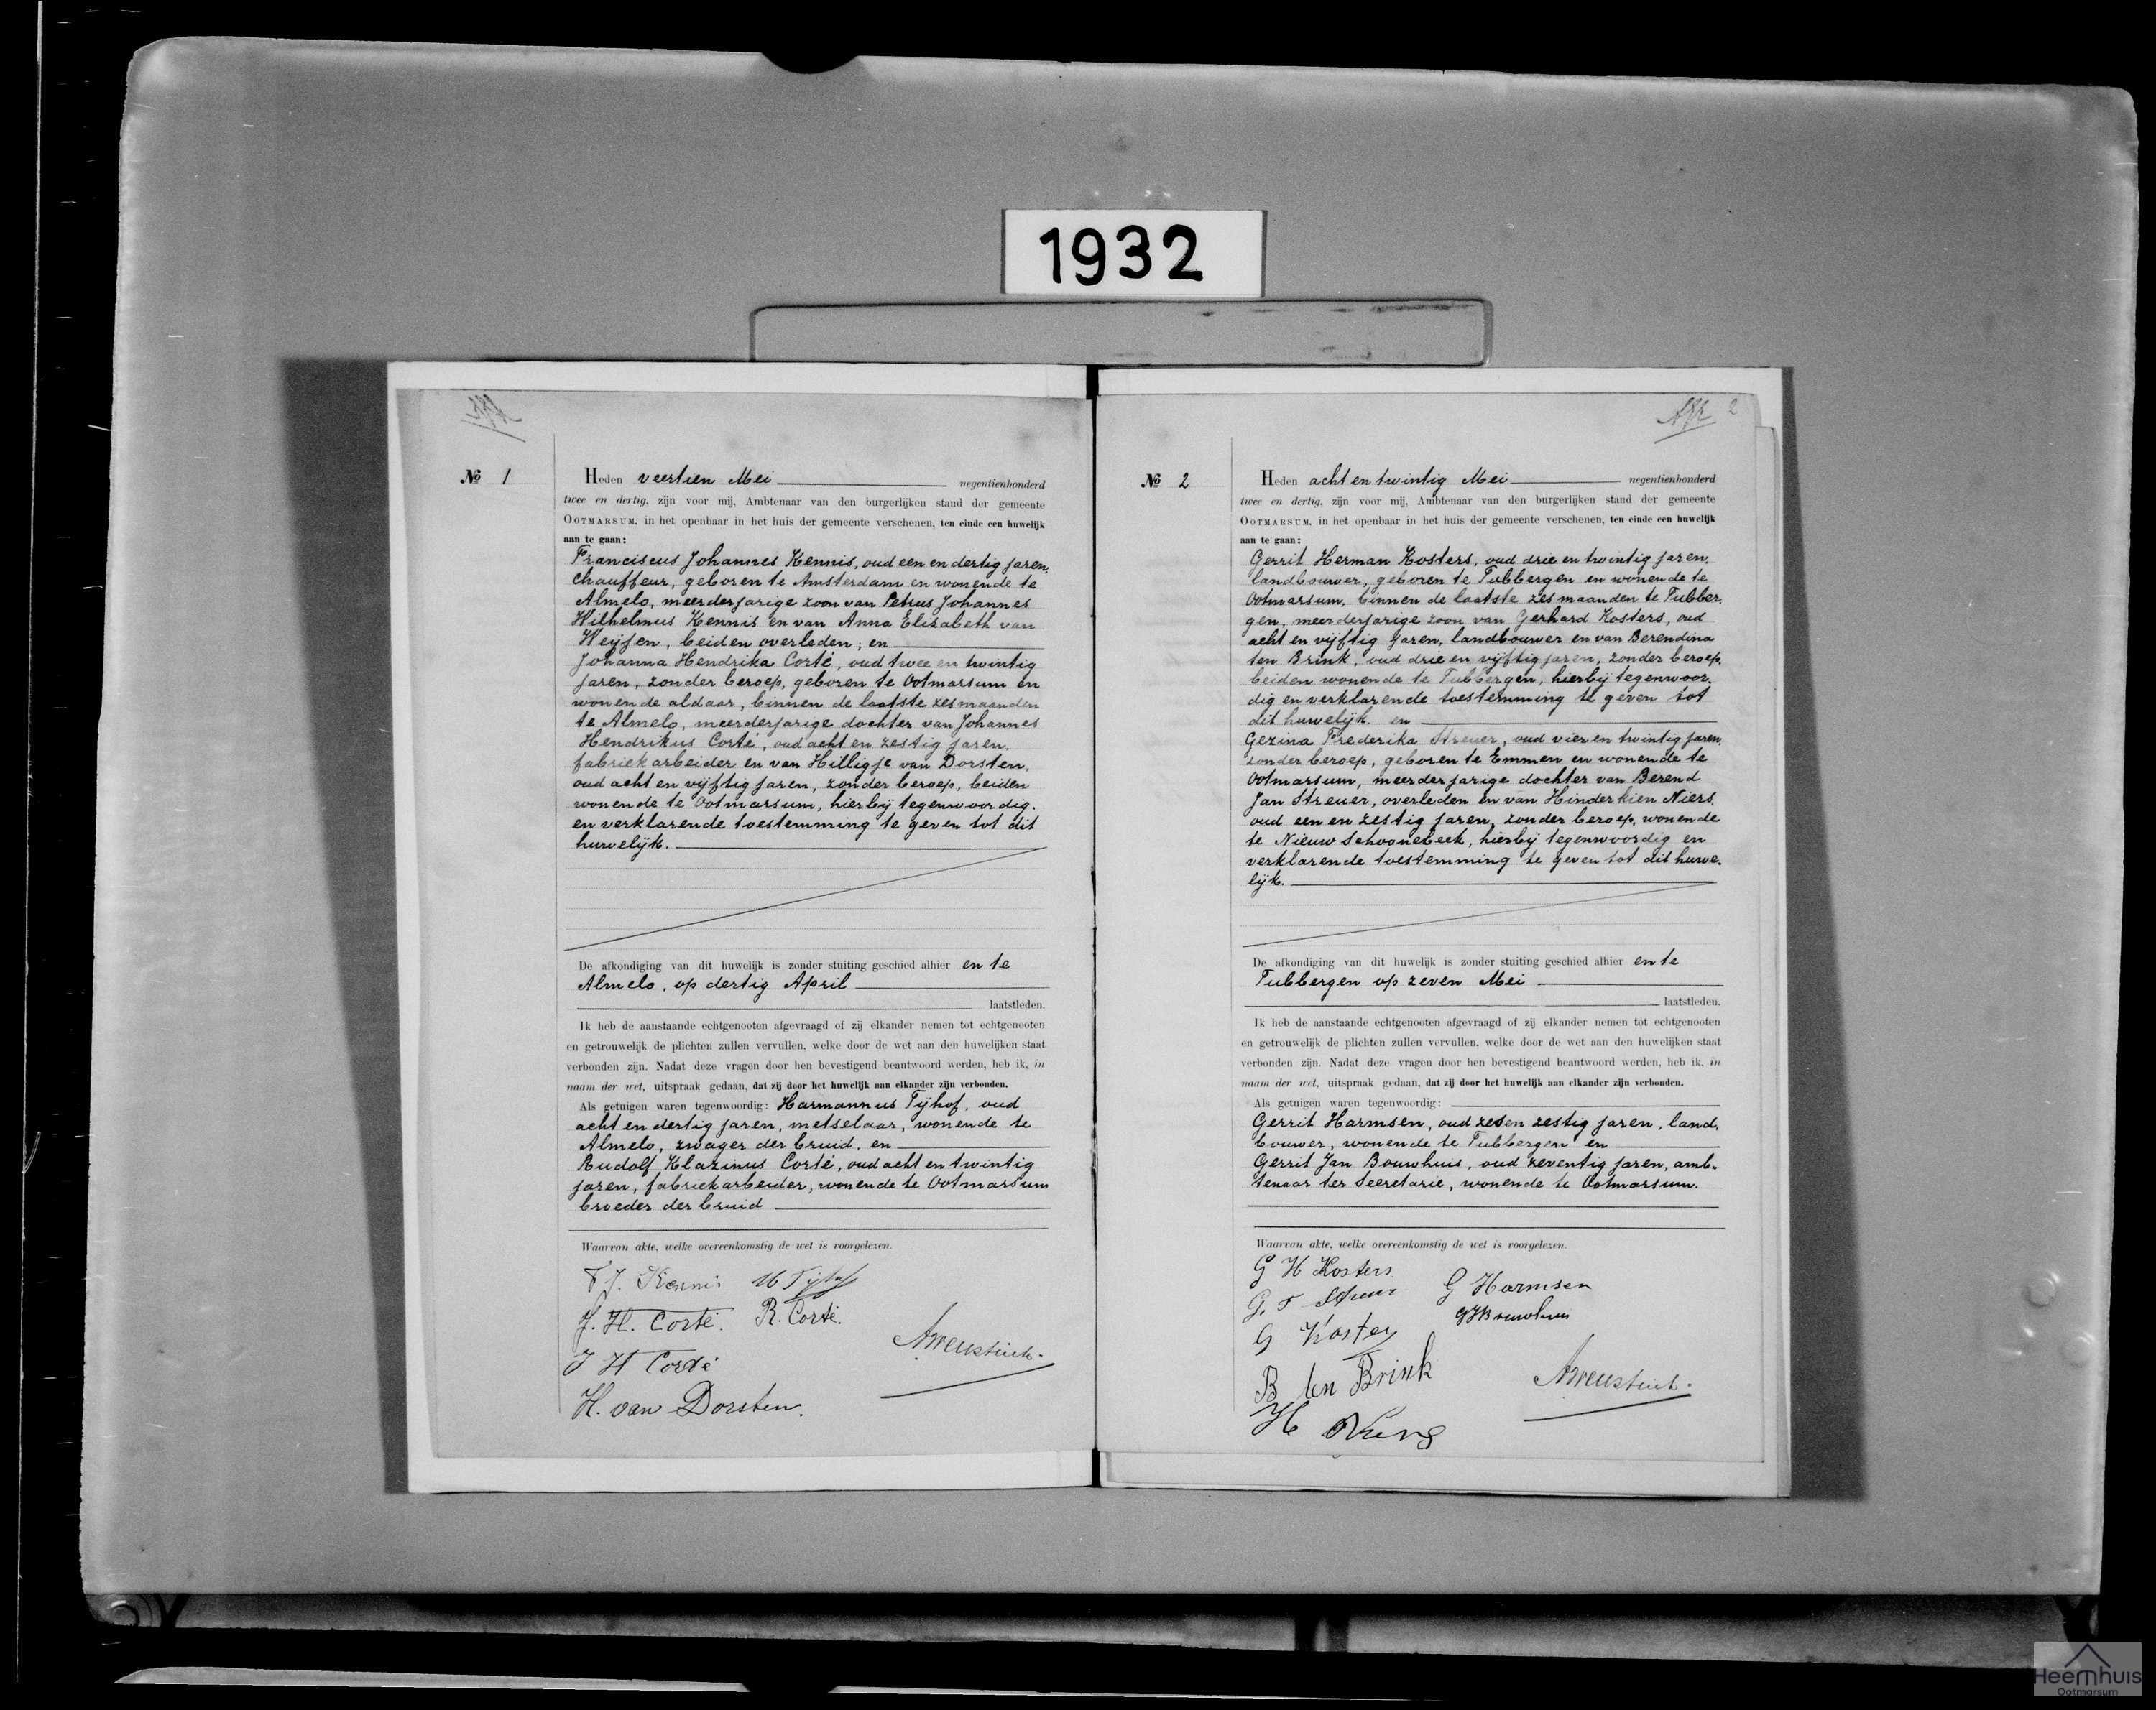 1932
No 1
Heden veertien Mei negentienhonderd
twee en dertig, zijn voor mij, Ambtenaar van den burgerlijken stand der gemeente
OOTMARSUM, in het openbaar in het huis der gemeente verschenen, ten einde een huwelijk
aan te gaan:
Franciscus Johannes Kennis, oud een en dertig jaren,
chauffeur, geboren te Amsterdam en wonende te
Almelo, meerderjarige zoon van Petrus Johannes
Wilhelmus Kennis en van Anna Elisabeth van
Weijen, beiden overleden; en
Johanna Hendrika Corté, oud twee en twintig
jaren, zonder beroep, geboren te Ootmarsum en
wonende aldaar, binnen de laatste zes maanden
te Almelo, meerderjarige dochter van Johannes
Hendrikus Corté, oud acht en zestig jaren,
fabriekarbeider en van Hilligje van Dorsten,
oud acht en vijftig jaren, zonder beroep, beiden
wonende te Ootmarsum, hierbij tegenwoordig.
en verklarende toestemming te geven tot dit
huwelijk.
De afkondiging van dit huwelijk is zonder stuiting geschied alhier en te
Almelo, op dertig April
laatstleden.
Ik heb de aanstaande echtgenooten afgevraagd of zij elkander nemen tot echtgenooten
en getrouwelijk de plichten zullen vervullen, welke door de wet aan den huwelijken staat
verbonden zijn. Nadat deze vragen door hen bevestigend beantwoord werden, heb ik, in
naam der wet, uitspraak gedaan, dat zij door het huwelijk aan elkander zijn verbonden.
Als getuigen waren tegenwoordig: Harmannus Tijhof, oud
acht en dertig jaren, metselaar, wonende te
Almelo, zwager der bruid, en
Rudolf Klazinus Corté, oud acht en twintig
jaren, fabriekarbeider, wonende te Ootmarsum
broeder der bruid
Waarvan akte, welke overeenkomstig de wet is voorgelezen.
F J. Kennis H Tijhof
J. H. Corté. R. Corté.
J H Corté
H. van Dorsten.
2
No 2
Heden acht en twintig Mei negentienhonderd
twee en dertig, zijn voor mij, Ambtenaar van den burgerlijken stand der gemeente
OOTMARSUM, in het openbaar in het huis der gemeente verschenen, ten einde een huwelijk
aan te gaan:
Gerrit Herman Kosters, oud drie en twintig jaren,
landbouwer, geboren te Tubbergen en wonende te
Ootmarsum, binnen de laatste zes maanden te Tubber-
gen, meerderjarige zoon van Gerhard Kosters, oud
acht en vijftig jaren, landbouwer en van Berendina
ten Brink, oud drie en vijftig jaren, zonder beroep,
beiden wonende te Tubbergen, hierbij tegenwoor-
dig en verklarende toestemming te geven tot
dit huwelijk. en
Gezina Frederika Streuer, oud vier en twintig jaren,
zonder beroep, geboren te Emmen en wonende te
Ootmarsum, meerderjarige dochter van Berend
Jan Streuer, overleden en van Hinderkien Niers,
oud een en zestig jaren, zonder beroep, wonende
te Nieuw Schoonebeek, hierbij tegenwoordig en
verklarende toestemming te geven tot dit huwe-
lijk.
De afkondiging van dit huwelijk is zonder stuiting geschied alhier en te
Tubbergen op zeven Mei
laatstleden.
Ik heb de aanstaande echtgenooten afgevraagd of zij elkander nemen tot echtgenooten
en getrouwelijk de plichten zullen vervullen, welke door de wet aan den huwelijken staat
verbonden zijn. Nadat deze vragen door hen bevestigend beantwoord werden, heb ik, in
naam der wet, uitspraak gedaan, dat zij door het huwelijk aan elkander zijn verbonden.
Als getuigen waren tegenwoordig:
Gerrit Harmsen, oud zes en zestig jaren, land-
bouwer, wonende te Tubbergen en
Gerrit Jan Bouwhuis, oud zeventig jaren, amb-
tenaar ter Secretarie, wonende te Ootmarsum.
Waarvan akte, welke overeenkomstig de wet is voorgelezen.
G H Kosters
G. F Streuer G Harmsen
GJ Bouwhuis
G Kosters
B ten Brink
H
Heemhuis
Ootmarsum